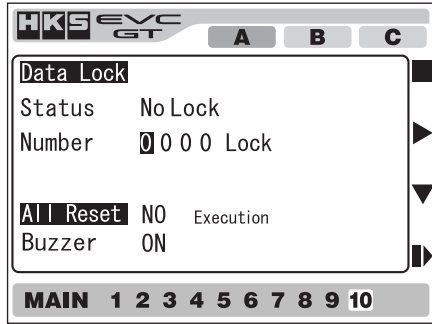 HKS EVC GT
A B C
Data Lock
Status No Lock
Number 0 0 0 0 Lock
All Reset NO Execution
Buzzer ON
MAIN 1 2 3 4 5 6 7 8 9 10